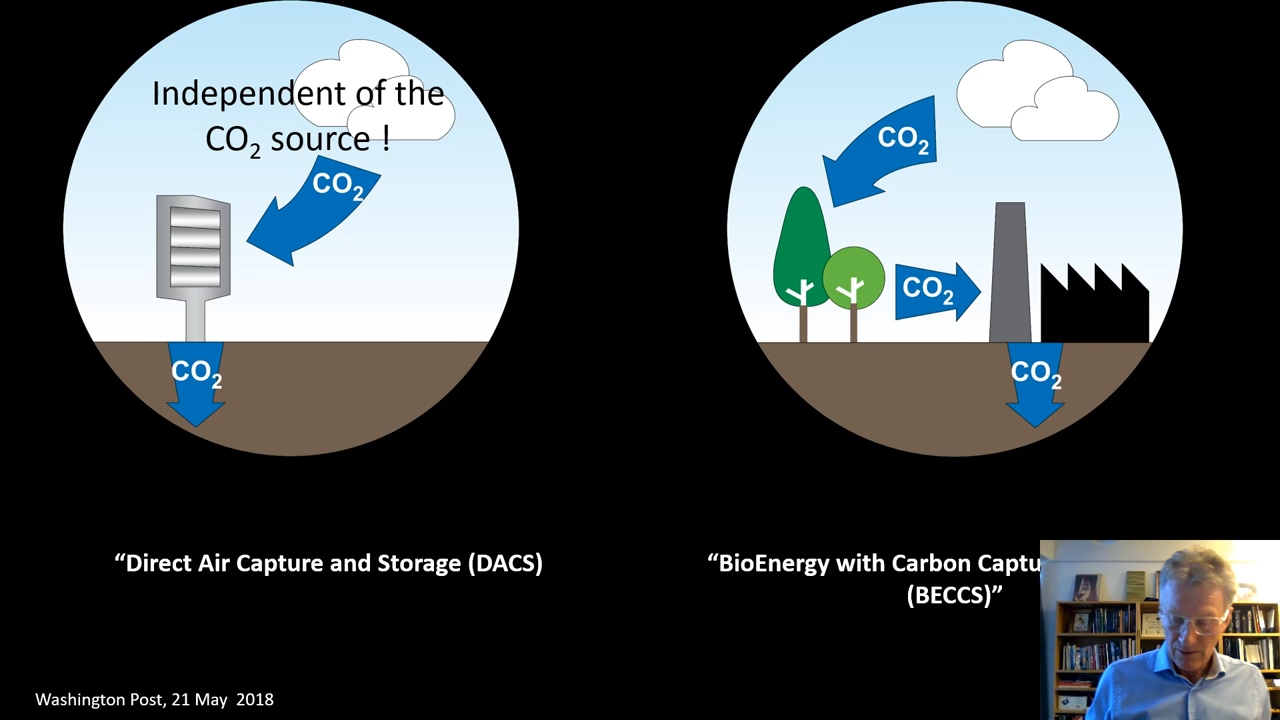 Independent of the
CO₂ source !
CO₂
CO₂
“Direct Air Capture and Storage (DACS)
CO₂
CO₂
CO₂
“BioEnergy with Carbon Captu
(BECCS)”
Washington Post, 21 May 2018